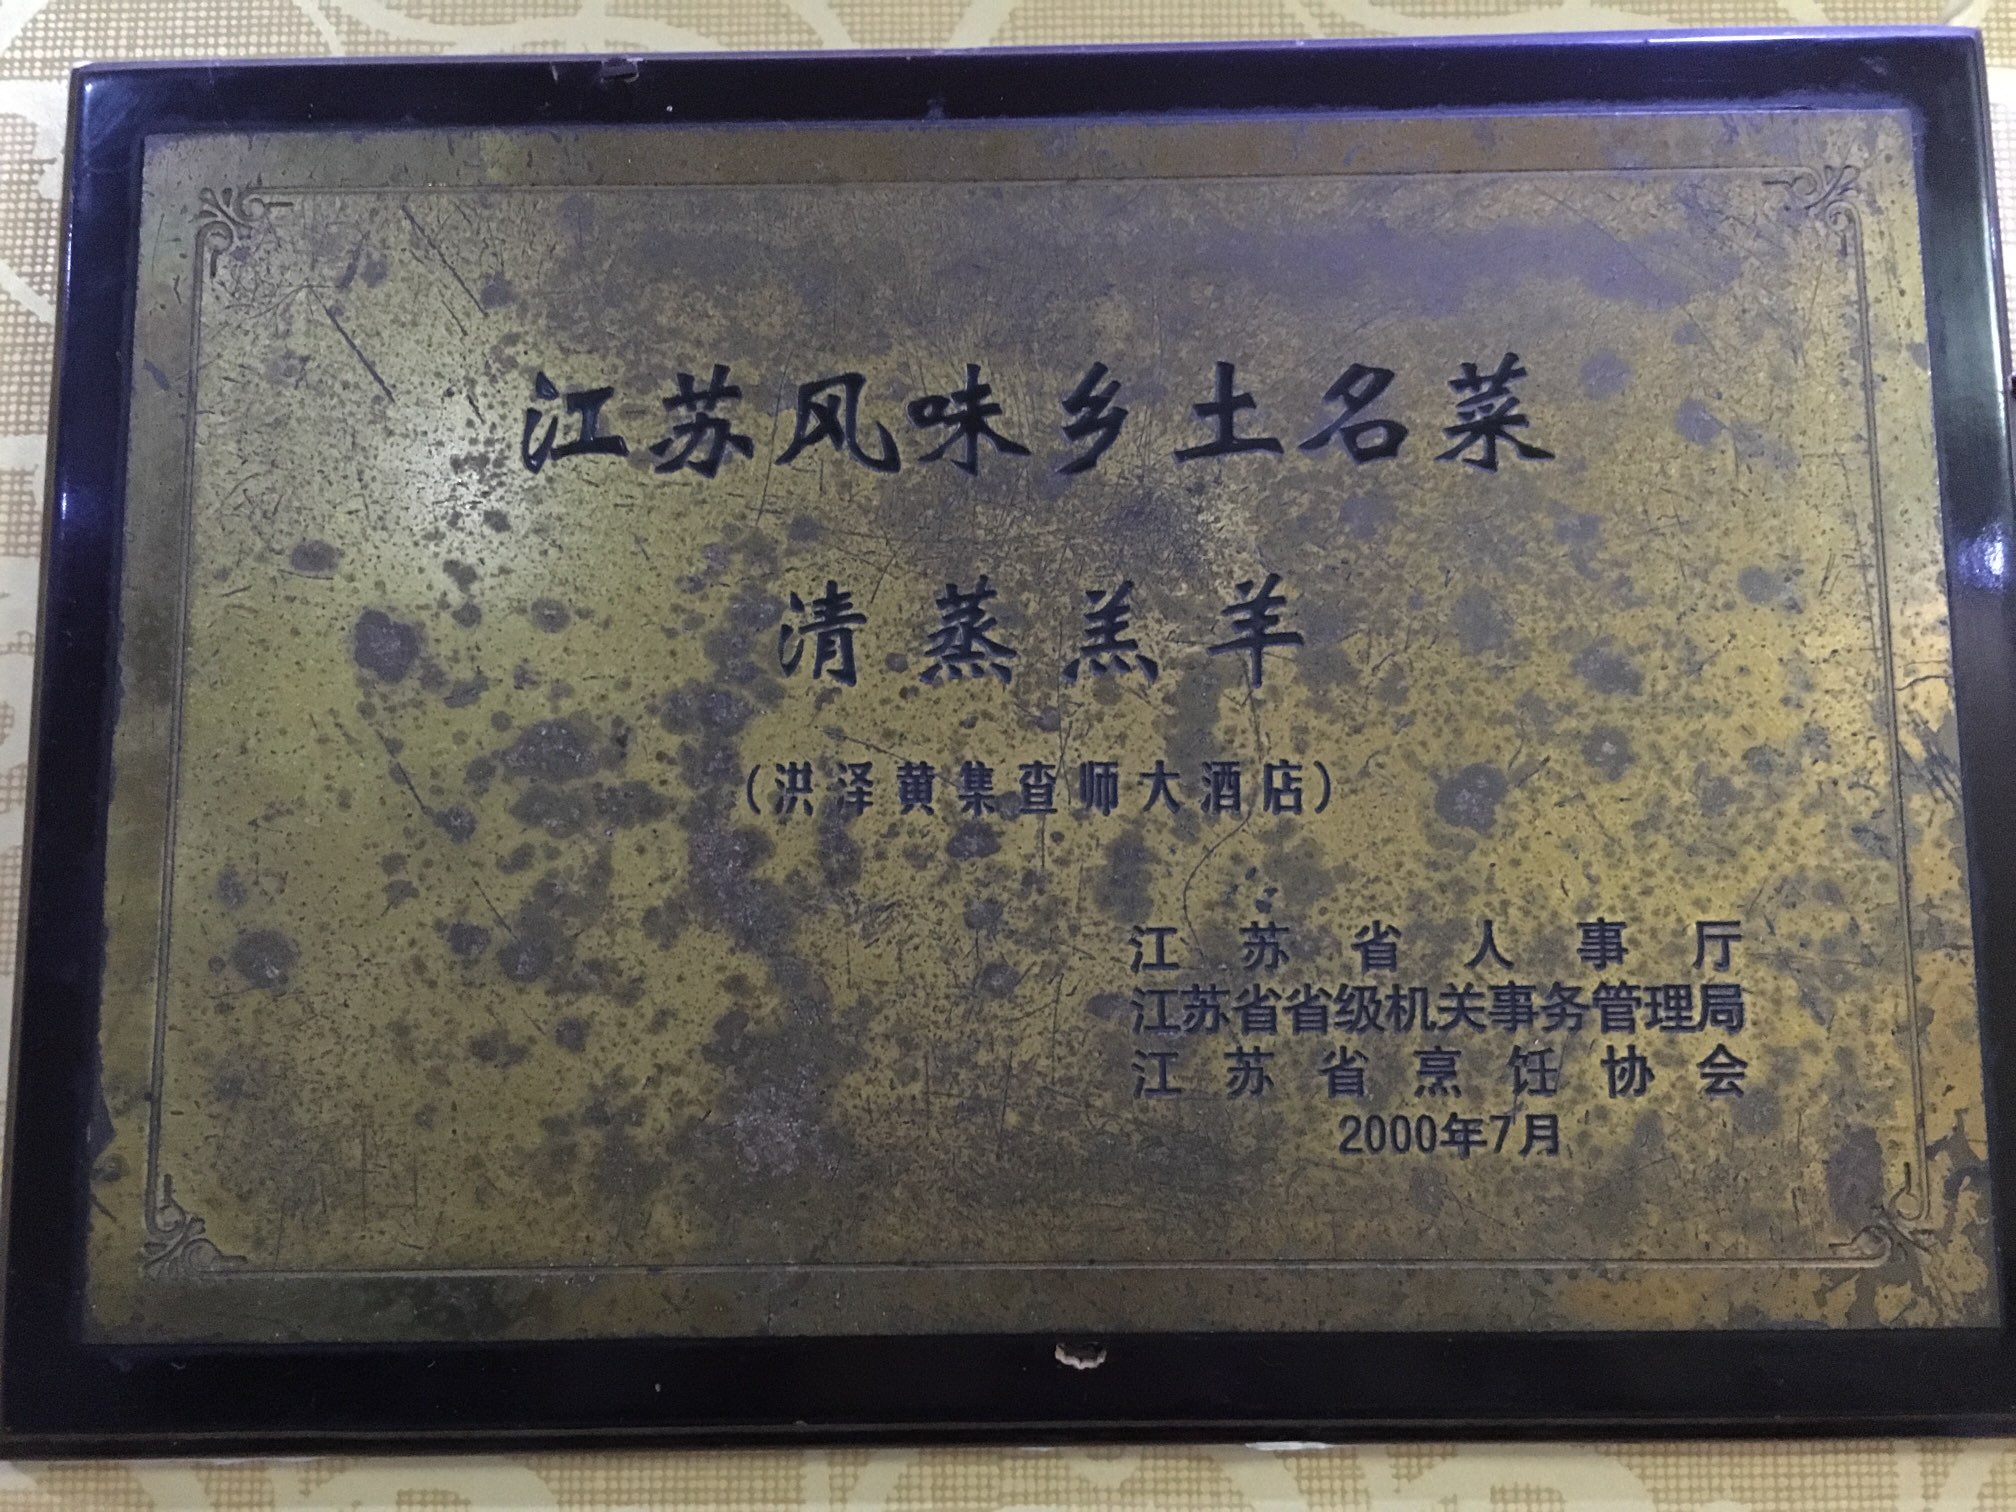 江苏风味乡土名菜
清蒸羔羊
(洪泽黄集查师大酒店)
江苏省人事厅
江苏省省级机关事务管理局
江苏省烹饪协会
2000年7月